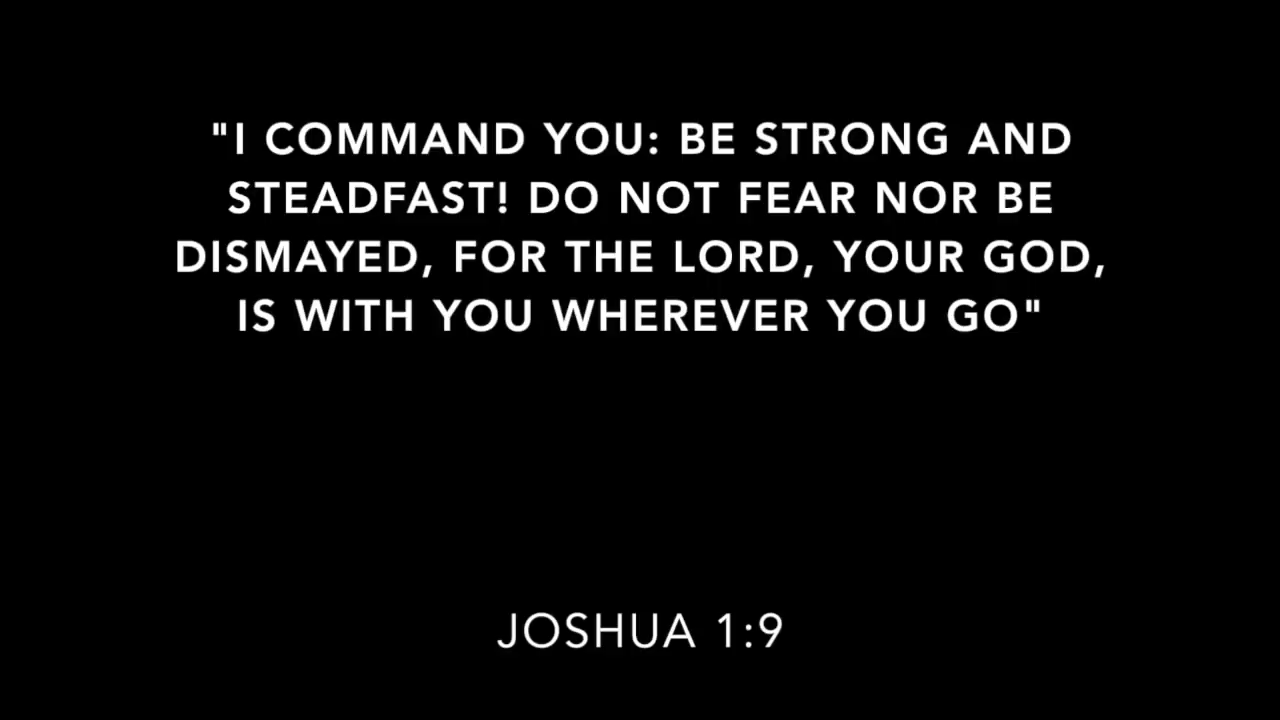 "I COMMAND YOU: BE STRONG AND
STEADFAST! DO NOT FEAR NOR BE
DISMAYED, FOR THE LORD, YOUR GOD,
IS WITH YOU WHEREVER YOU GO"
JOSHUA 1:9